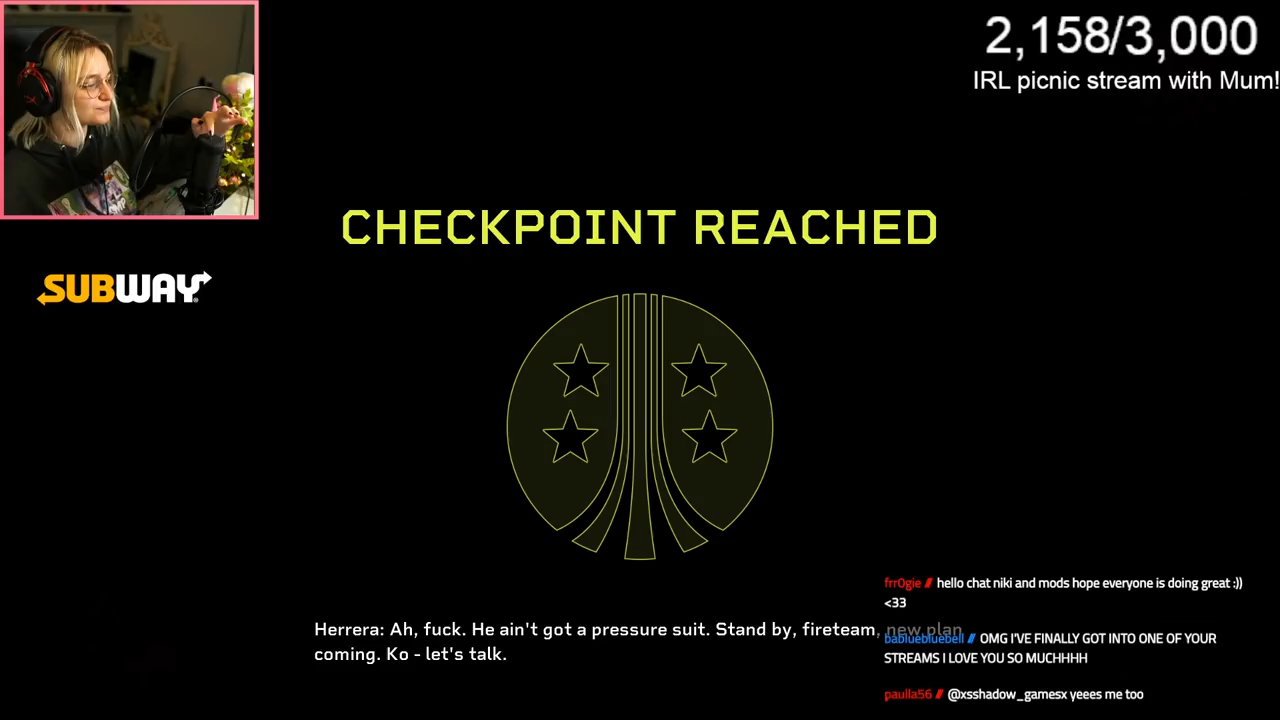 2,158/3,000
IRL picnic stream with Mum!
CHECKPOINT REACHED
SUBWAY
Herrera: Ah, fuck. He ain't got a pressure suit. Stand by, fireteam, new plan
coming. Ko - let's talk.
frr0gie // hello chat niki and mods hope everyone is doing great :))
<33
babluebluebell // OMG I'VE FINALLY GOT INTO ONE OF YOUR
STREAMS I LOVE YOU SO MUCHHHH
paulla56 // @xsshadow_gamesx yeees me too